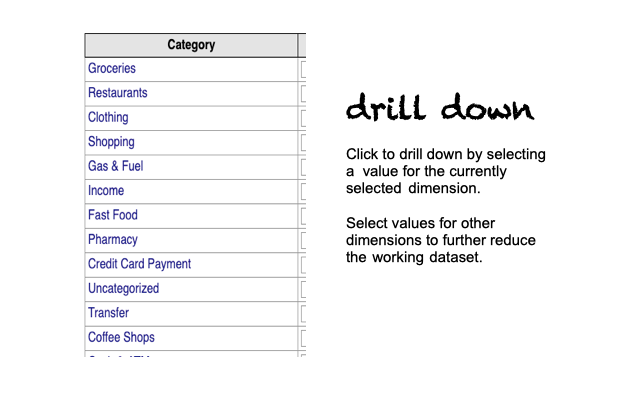 Category
Groceries
Restaurants
Clothing
Shopping
Gas & Fuel
Income
Fast Food
Pharmacy
Credit Card Payment
Uncategorized
Transfer
Coffee Shops
drill down
Click to drill down by selecting
a value for the currently
selected dimension.
Select values for other
dimensions to further reduce
the working dataset.